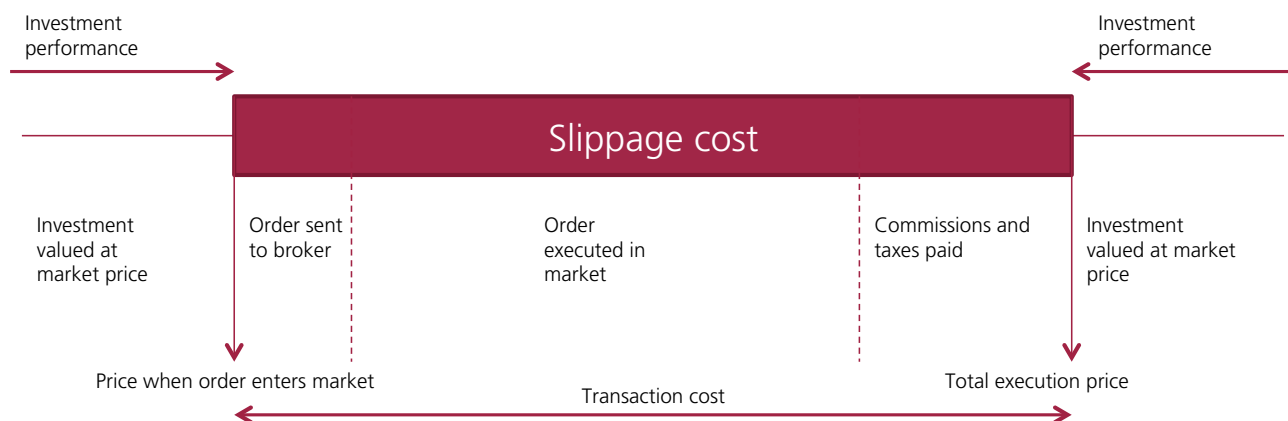 Investment
performance
Investment
performance
Slippage cost
Investment
valued at
market price
Order sent
to broker
Order
executed in
market
Commissions and
taxes paid
Investment
valued at market
price
Price when order enters market
Total execution price
Transaction cost